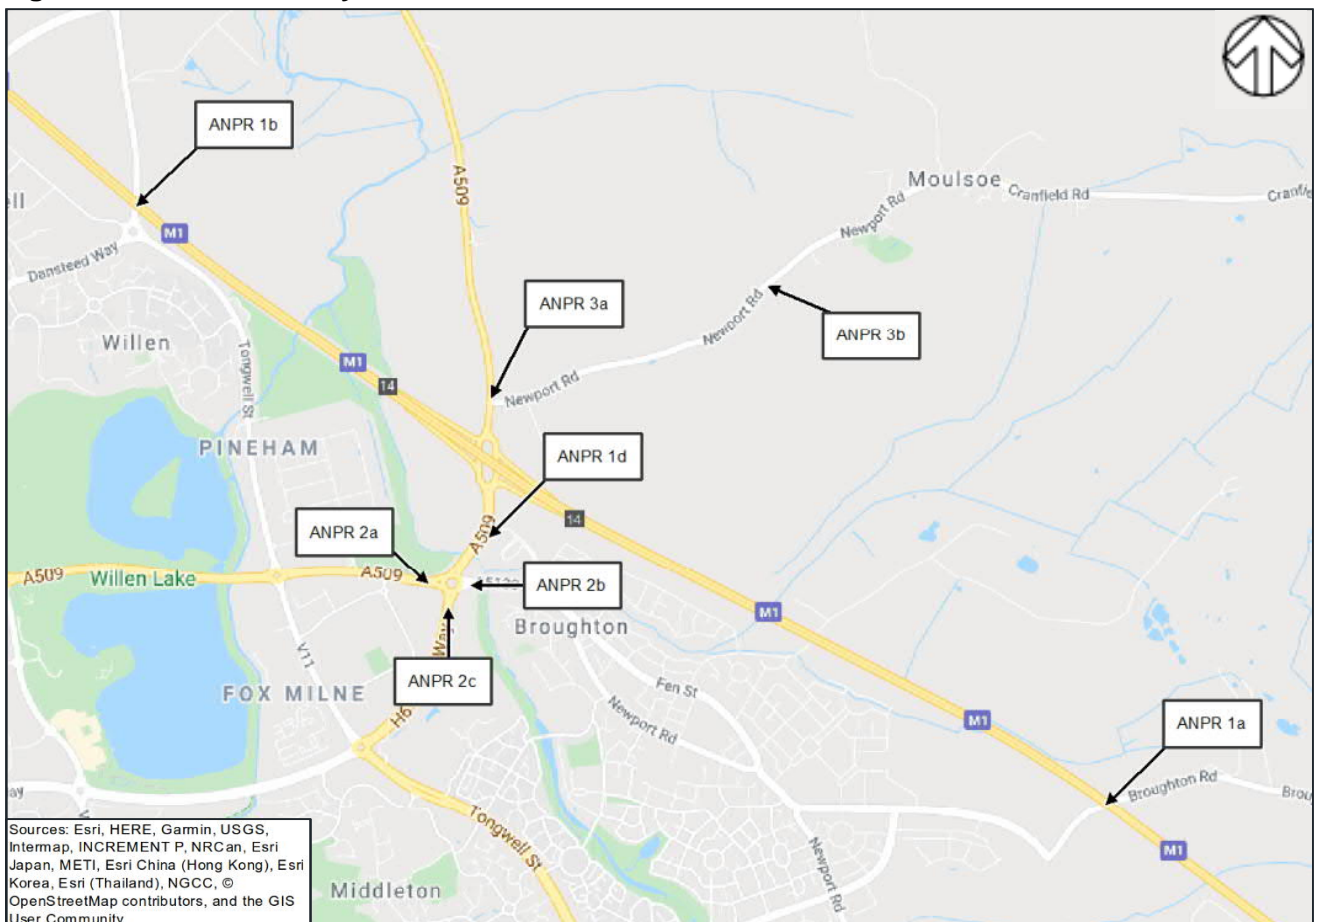 A509
ANPR 1b
Moulsoe
Cranfield Rd
ell
Newport Rd
M1
Dansteed Way
ANPR 3a
Newport Rd
ANPR 3b
Willen
M1
14
Tongwell St
Newport Rd
PINEHAM
ANPR 1d
14
ANPR 2a
A509
A509
Willen Lake
A509
ANPR 2b
M1
Broughton
Way
V11
ANPR 2c
FOX MILNE
Fen St
H6
Newport Rd
M1
ANPR 1a
Broughton Rd
Brou
ay
Tongwell St
Newport Rd
M1
Middleton
Sources: Esri, HERE, Garmin, USGS,
Intermap, INCREMENT P, NRCan, Esri
Japan, METI, Esri China (Hong Kong), Esri
Korea, Esri (Thailand), NGCC, ©
OpenStreetMap contributors, and the GIS
User Community